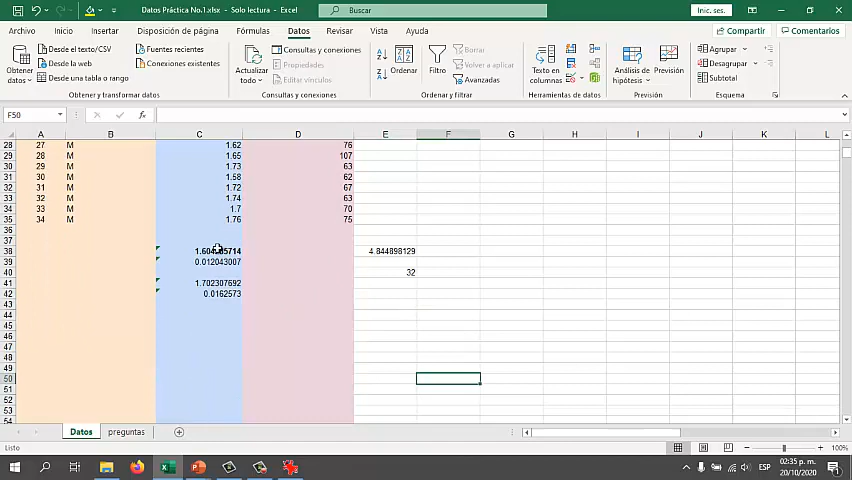 Datos Práctica No.1.xlsx - Solo lectura - Excel
Buscar
Inic. ses.
Archivo Inicio Insertar Disposición de página Fórmulas Datos Revisar Vista Ayuda
Compartir Comentarios
Obtener datos
Desde el texto/CSV
Desde la web
Desde una tabla o rango
Fuentes recientes
Conexiones existentes
Obtener y transformar datos
Actualizar todo
Consultas y conexiones
Propiedades
Editar vínculos
Consultas y conexiones
Ordenar
Filtro
Borrar
Volver a aplicar
Avanzadas
Ordenar y filtrar
Texto en columnas
Herramientas de datos
Análisis de hipótesis
Previsión
Previsión
Agrupar
Desagrupar
Subtotal
Esquema
F50
fx
A B C D E F G H I J K L
28 27 M 1.62 76
29 28 M 1.65 107
30 29 M 1.73 63
31 30 M 1.58 62
32 31 M 1.72 67
33 32 M 1.74 63
34 33 M 1.7 70
35 34 M 1.76 75
36
37
38 4.844898129
39 0.012043007
40 32
41 1.702307692
42 0.0162573
43
44
45
46
47
48
49
50
51
52
53
54
Datos preguntas
Listo
100%
ESP
02:35 p. m.
20/10/2020